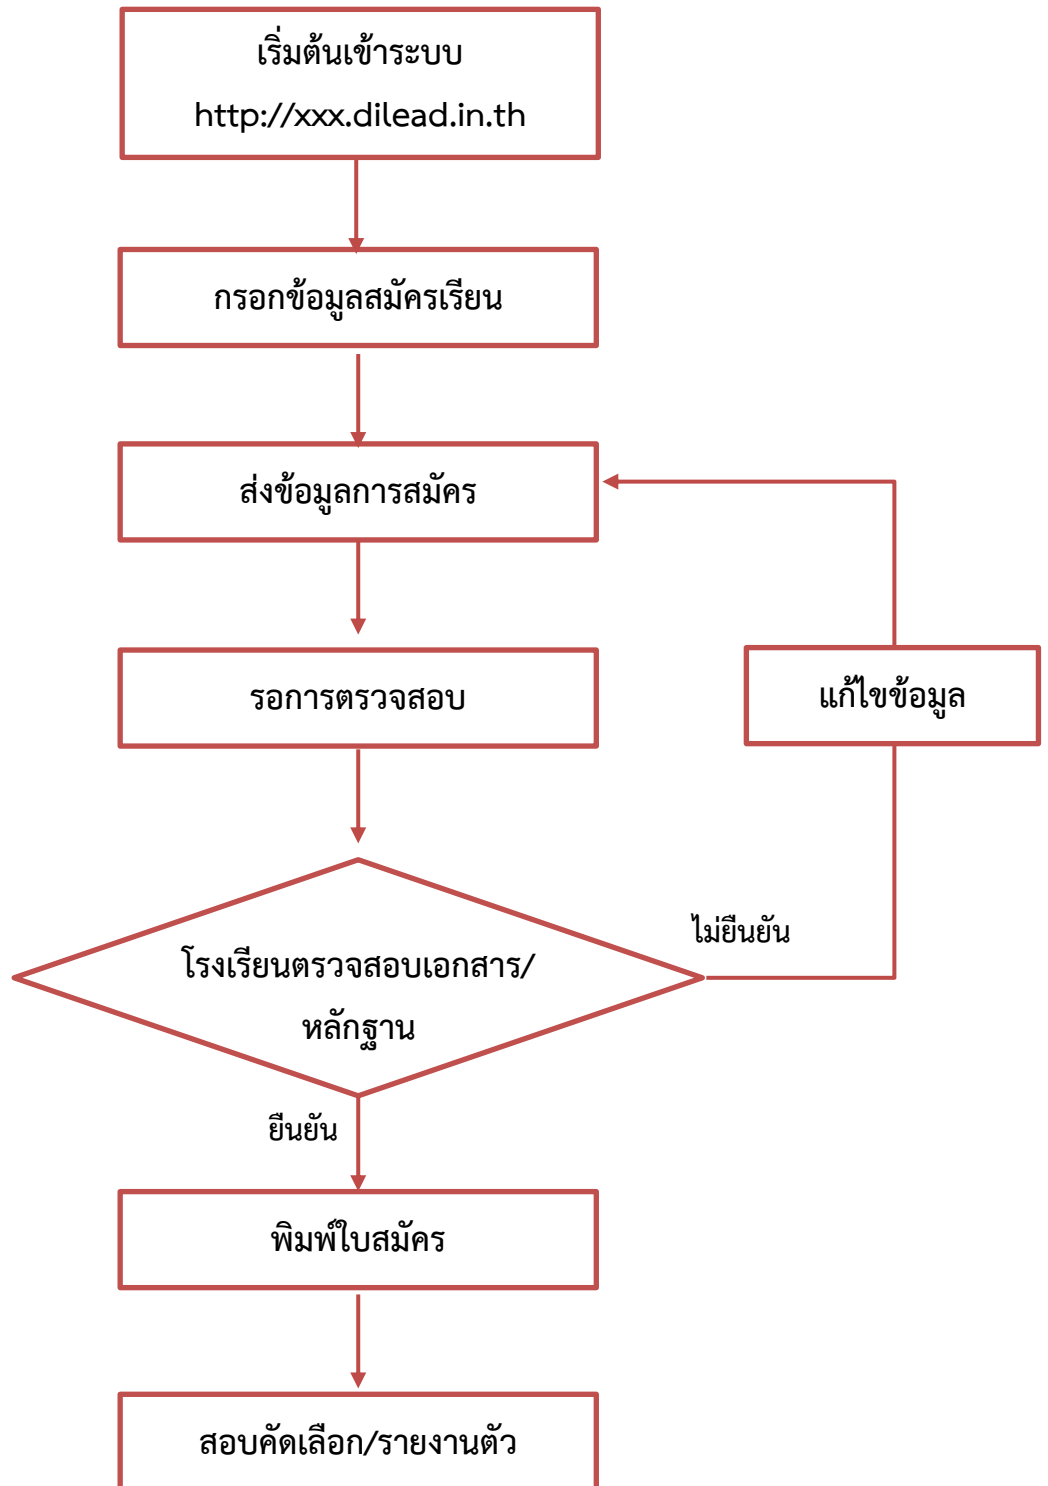 เริ่มต้นเข้าระบบ
http://xxx.dilead.in.th
กรอกข้อมูลสมัครเรียน
ส่งข้อมูลการสมัคร
รอการตรวจสอบ
แก้ไขข้อมูล
ไม่ยืนยัน
โรงเรียนตรวจสอบเอกสาร/
หลักฐาน
ยืนยัน
พิมพ์ใบสมัคร
สอบคัดเลือก/รายงานตัว